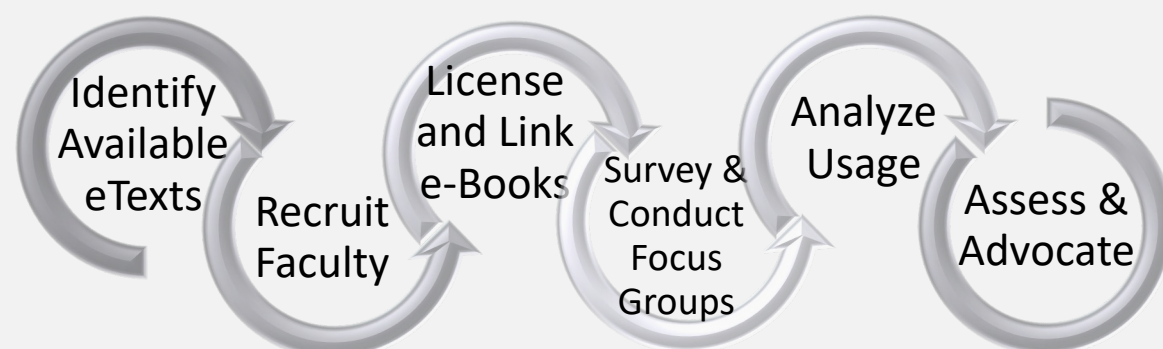 Identify
Available
eTexts
Recruit
Faculty
License
and Link
e-Books
Survey &
Conduct
Focus
Groups
Analyze
Usage
Assess &
Advocate